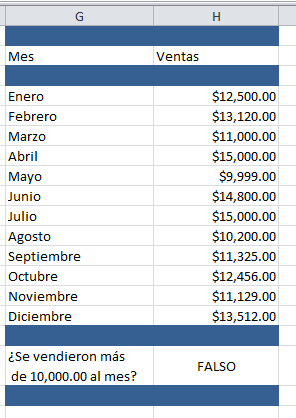 G H
Mes Ventas
Enero $12,500.00
Febrero $13,120.00
Marzo $11,000.00
Abril $15,000.00
Mayo $9,999.00
Junio $14,800.00
Julio $15,000.00
Agosto $10,200.00
Septiembre $11,325.00
Octubre $12,456.00
Noviembre $11,129.00
Diciembre $13,512.00
¿Se vendieron más
de 10,000.00 al mes? FALSO